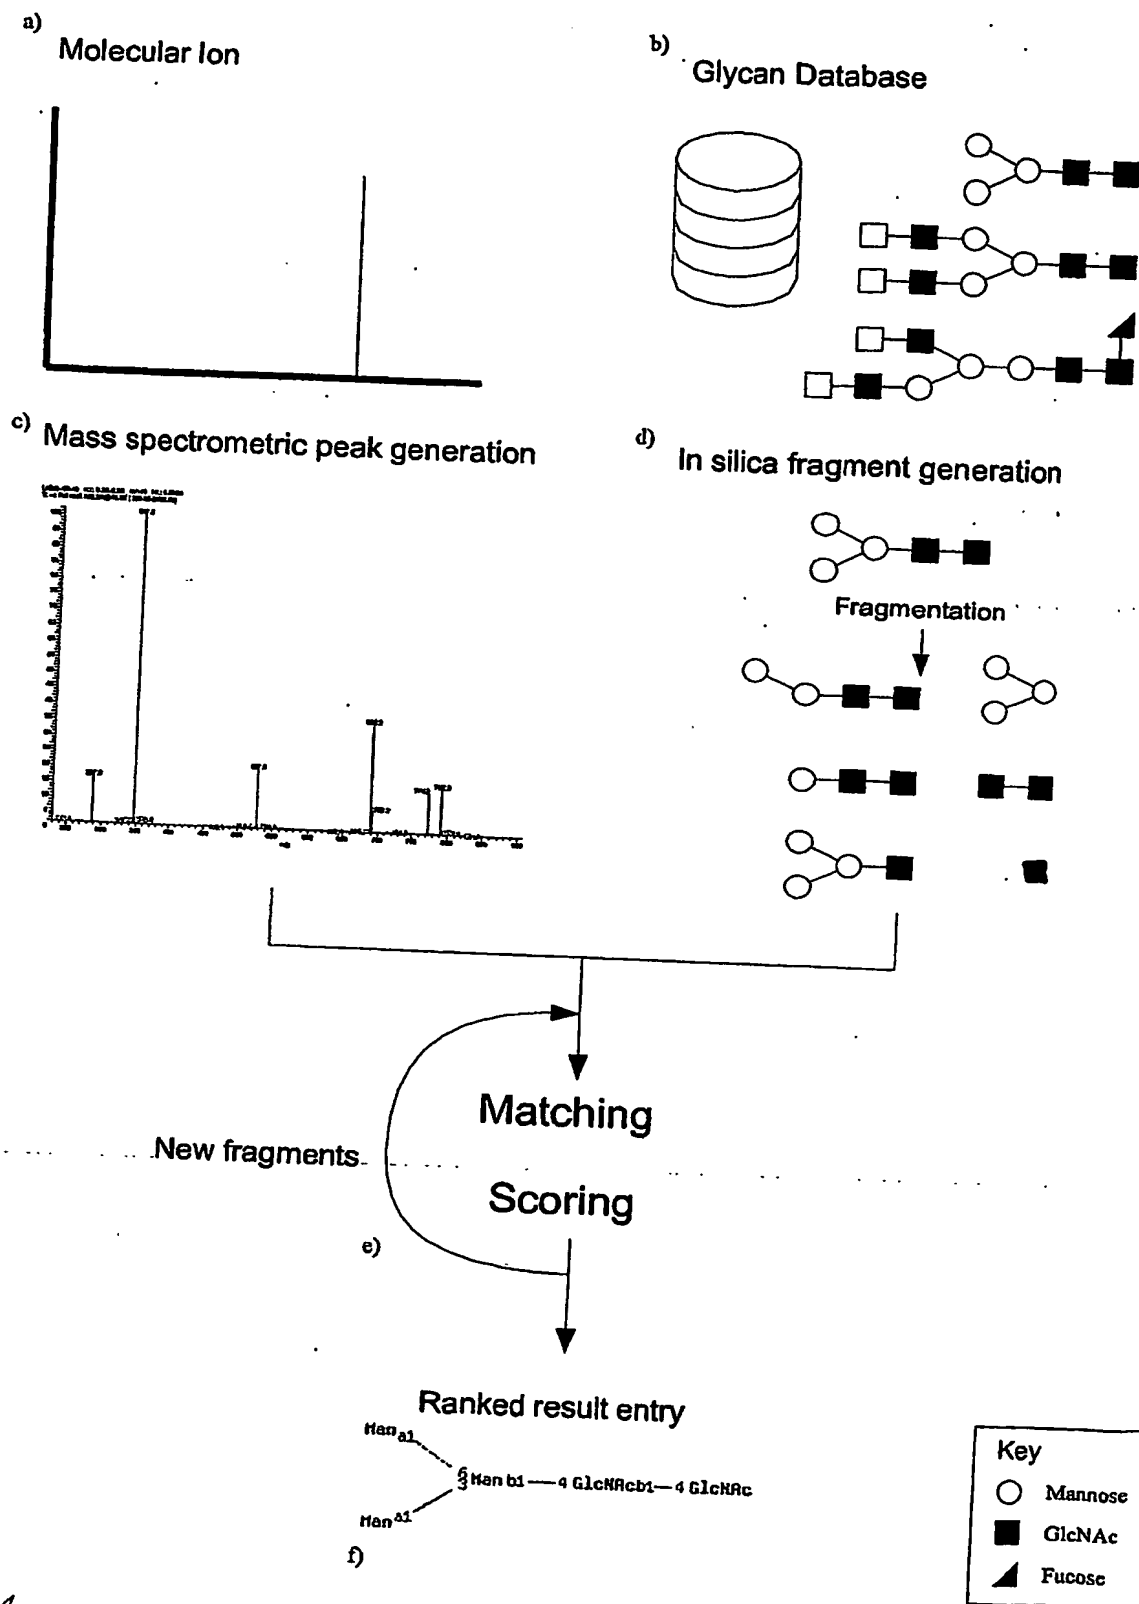 a)
Molecular Ion
b)
Glycan Database
c)
Mass spectrometric peak generation
d)
In silica fragment generation
Fragmentation
Matching
New fragments
Scoring
e)
Ranked result entry
Man a1
6
3 Man b1—4 GlcNAcb1—4 GlcNAc
Man a1
f)
Key
Mannose
GlcNAc
Fucose